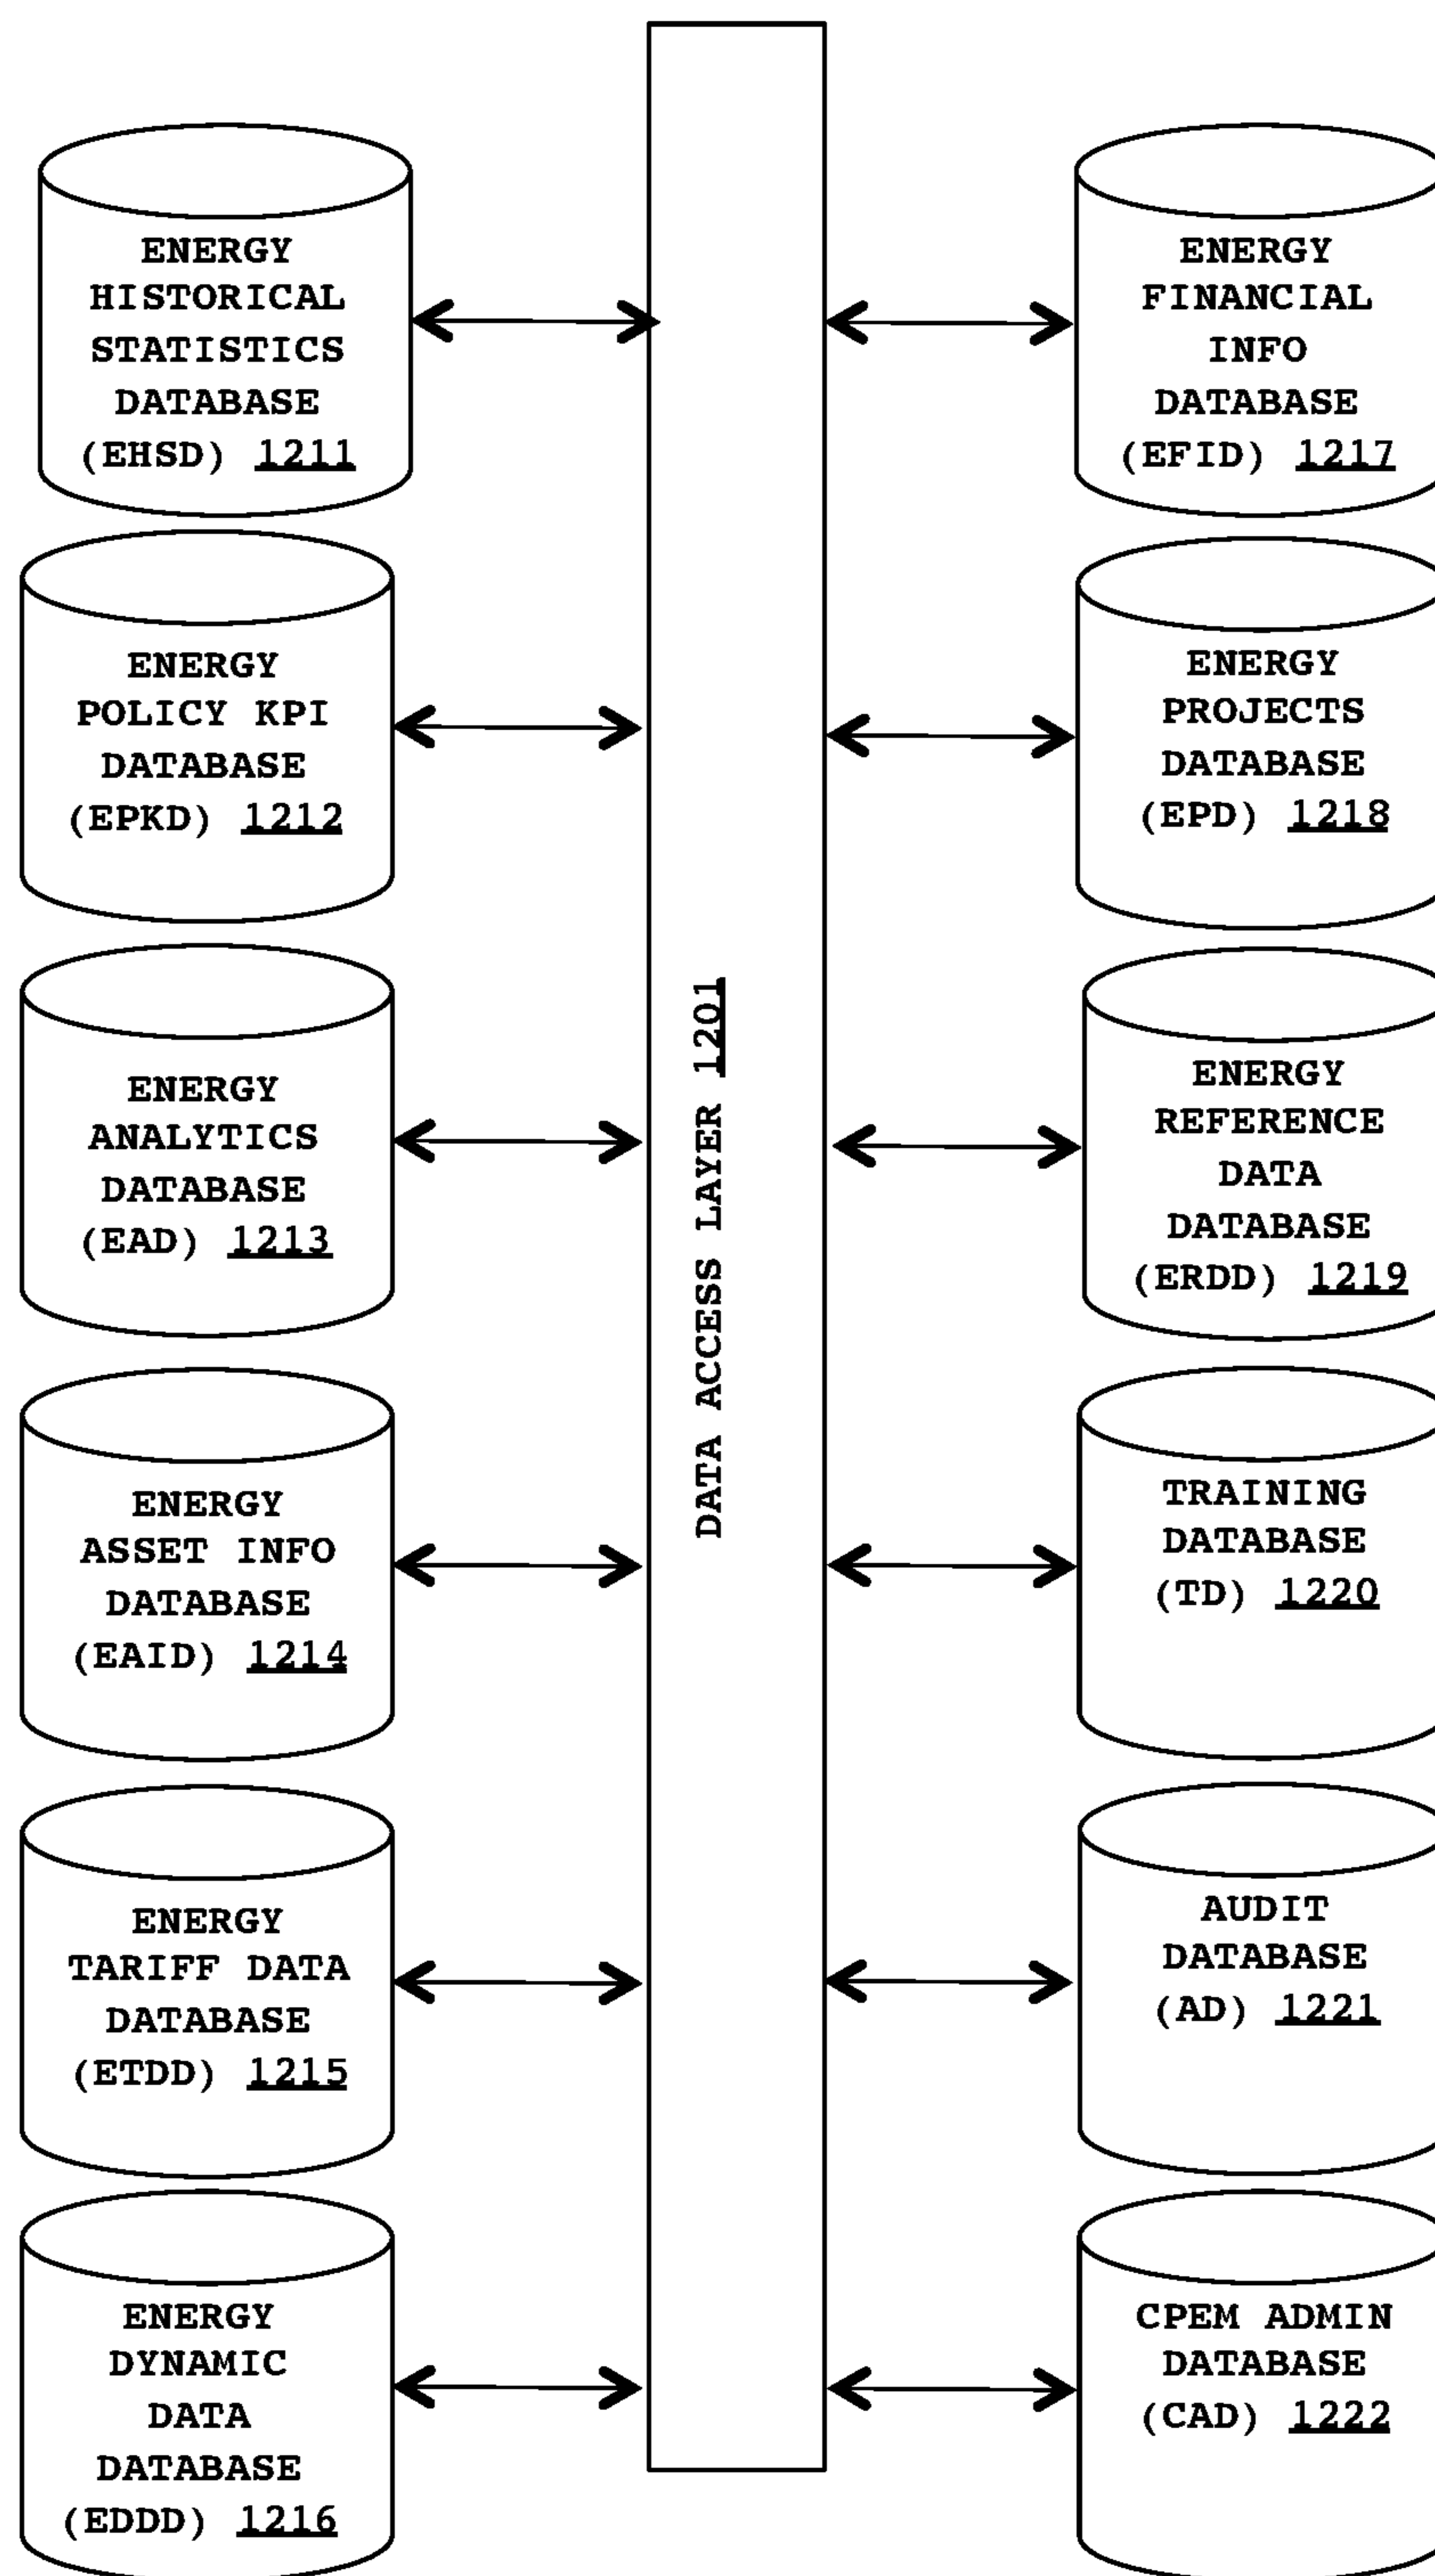 ENERGY
HISTORICAL
STATISTICS
DATABASE
(EHSD) 1211
ENERGY
POLICY KPI
DATABASE
(EPKD) 1212
ENERGY
ANALYTICS
DATABASE
(EAD) 1213
ENERGY
ASSET INFO
DATABASE
(EAID) 1214
ENERGY
TARIFF DATA
DATABASE
(ETDD) 1215
ENERGY
DYNAMIC
DATA
DATABASE
(EDDD) 1216
DATA ACCESS LAYER 1201
ENERGY
FINANCIAL
INFO
DATABASE
(EFID) 1217
ENERGY
PROJECTS
DATABASE
(EPD) 1218
ENERGY
REFERENCE
DATA
DATABASE
(ERDD) 1219
TRAINING
DATABASE
(TD) 1220
AUDIT
DATABASE
(AD) 1221
CPEM ADMIN
DATABASE
(CAD) 1222